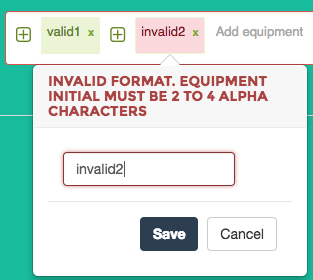 valid1 x invalid2 x Add equipment
INVALID FORMAT. EQUIPMENT
INITIAL MUST BE 2 TO 4 ALPHA
CHARACTERS
invalid2
Save Cancel